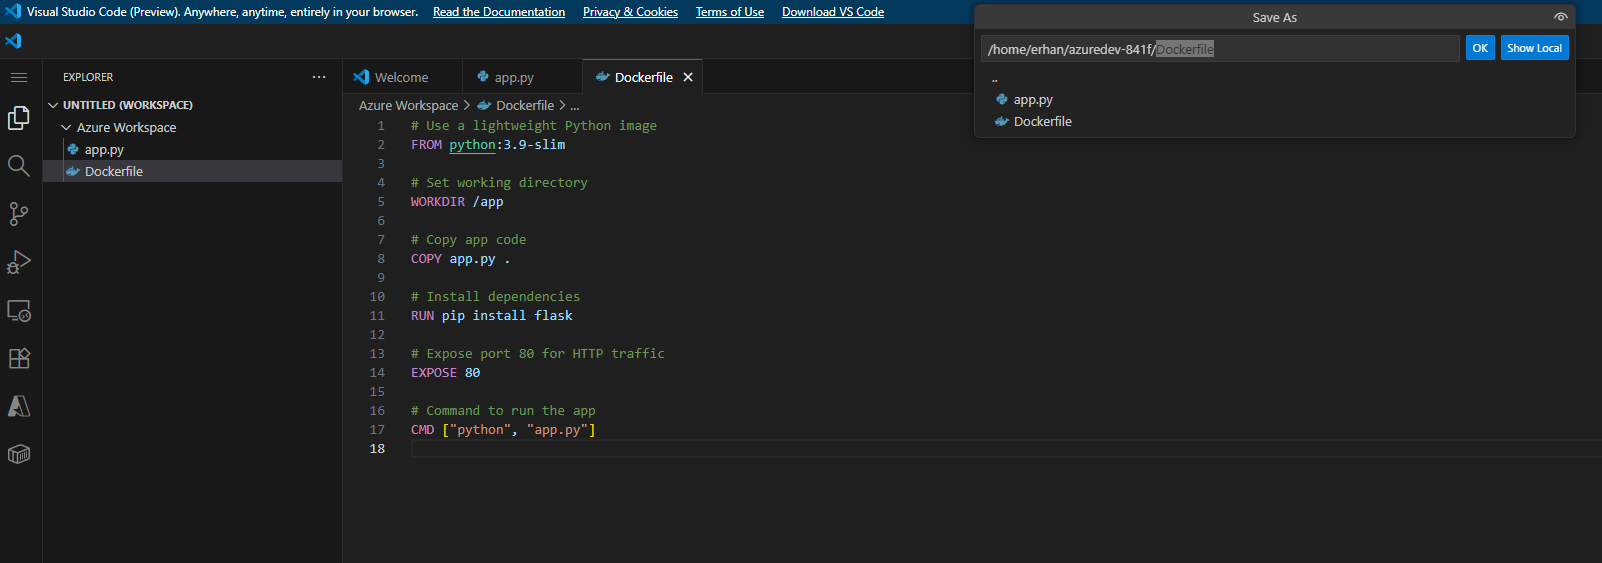 Visual Studio Code (Preview). Anywhere, anytime, entirely in your browser. Read the Documentation Privacy & Cookies Terms of Use Download VS Code
Save As
/home/erhan/azuredev-841f/Dockerfile OK Show Local
..
app.py
Dockerfile
EXPLORER ...
UNTITLED (WORKSPACE)
Azure Workspace
app.py
Dockerfile
Welcome app.py Dockerfile
Azure Workspace > Dockerfile > ...
1 # Use a lightweight Python image
2 FROM python:3.9-slim
3
4 # Set working directory
5 WORKDIR /app
6
7 # Copy app code
8 COPY app.py .
9
10 # Install dependencies
11 RUN pip install flask
12
13 # Expose port 80 for HTTP traffic
14 EXPOSE 80
15
16 # Command to run the app
17 CMD ["python", "app.py"]
18